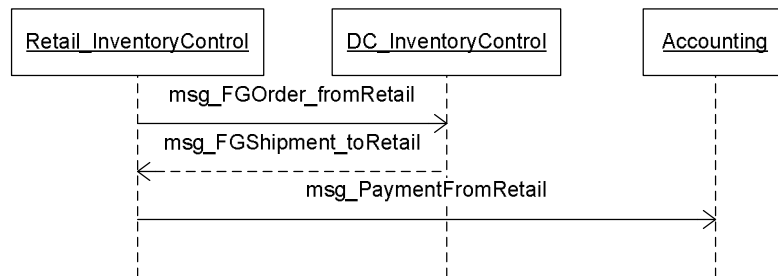 Retail_InventoryControl
DC_InventoryControl
Accounting
msg_FGOrder_fromRetail
msg_FGShipment_toRetail
msg_PaymentFromRetail